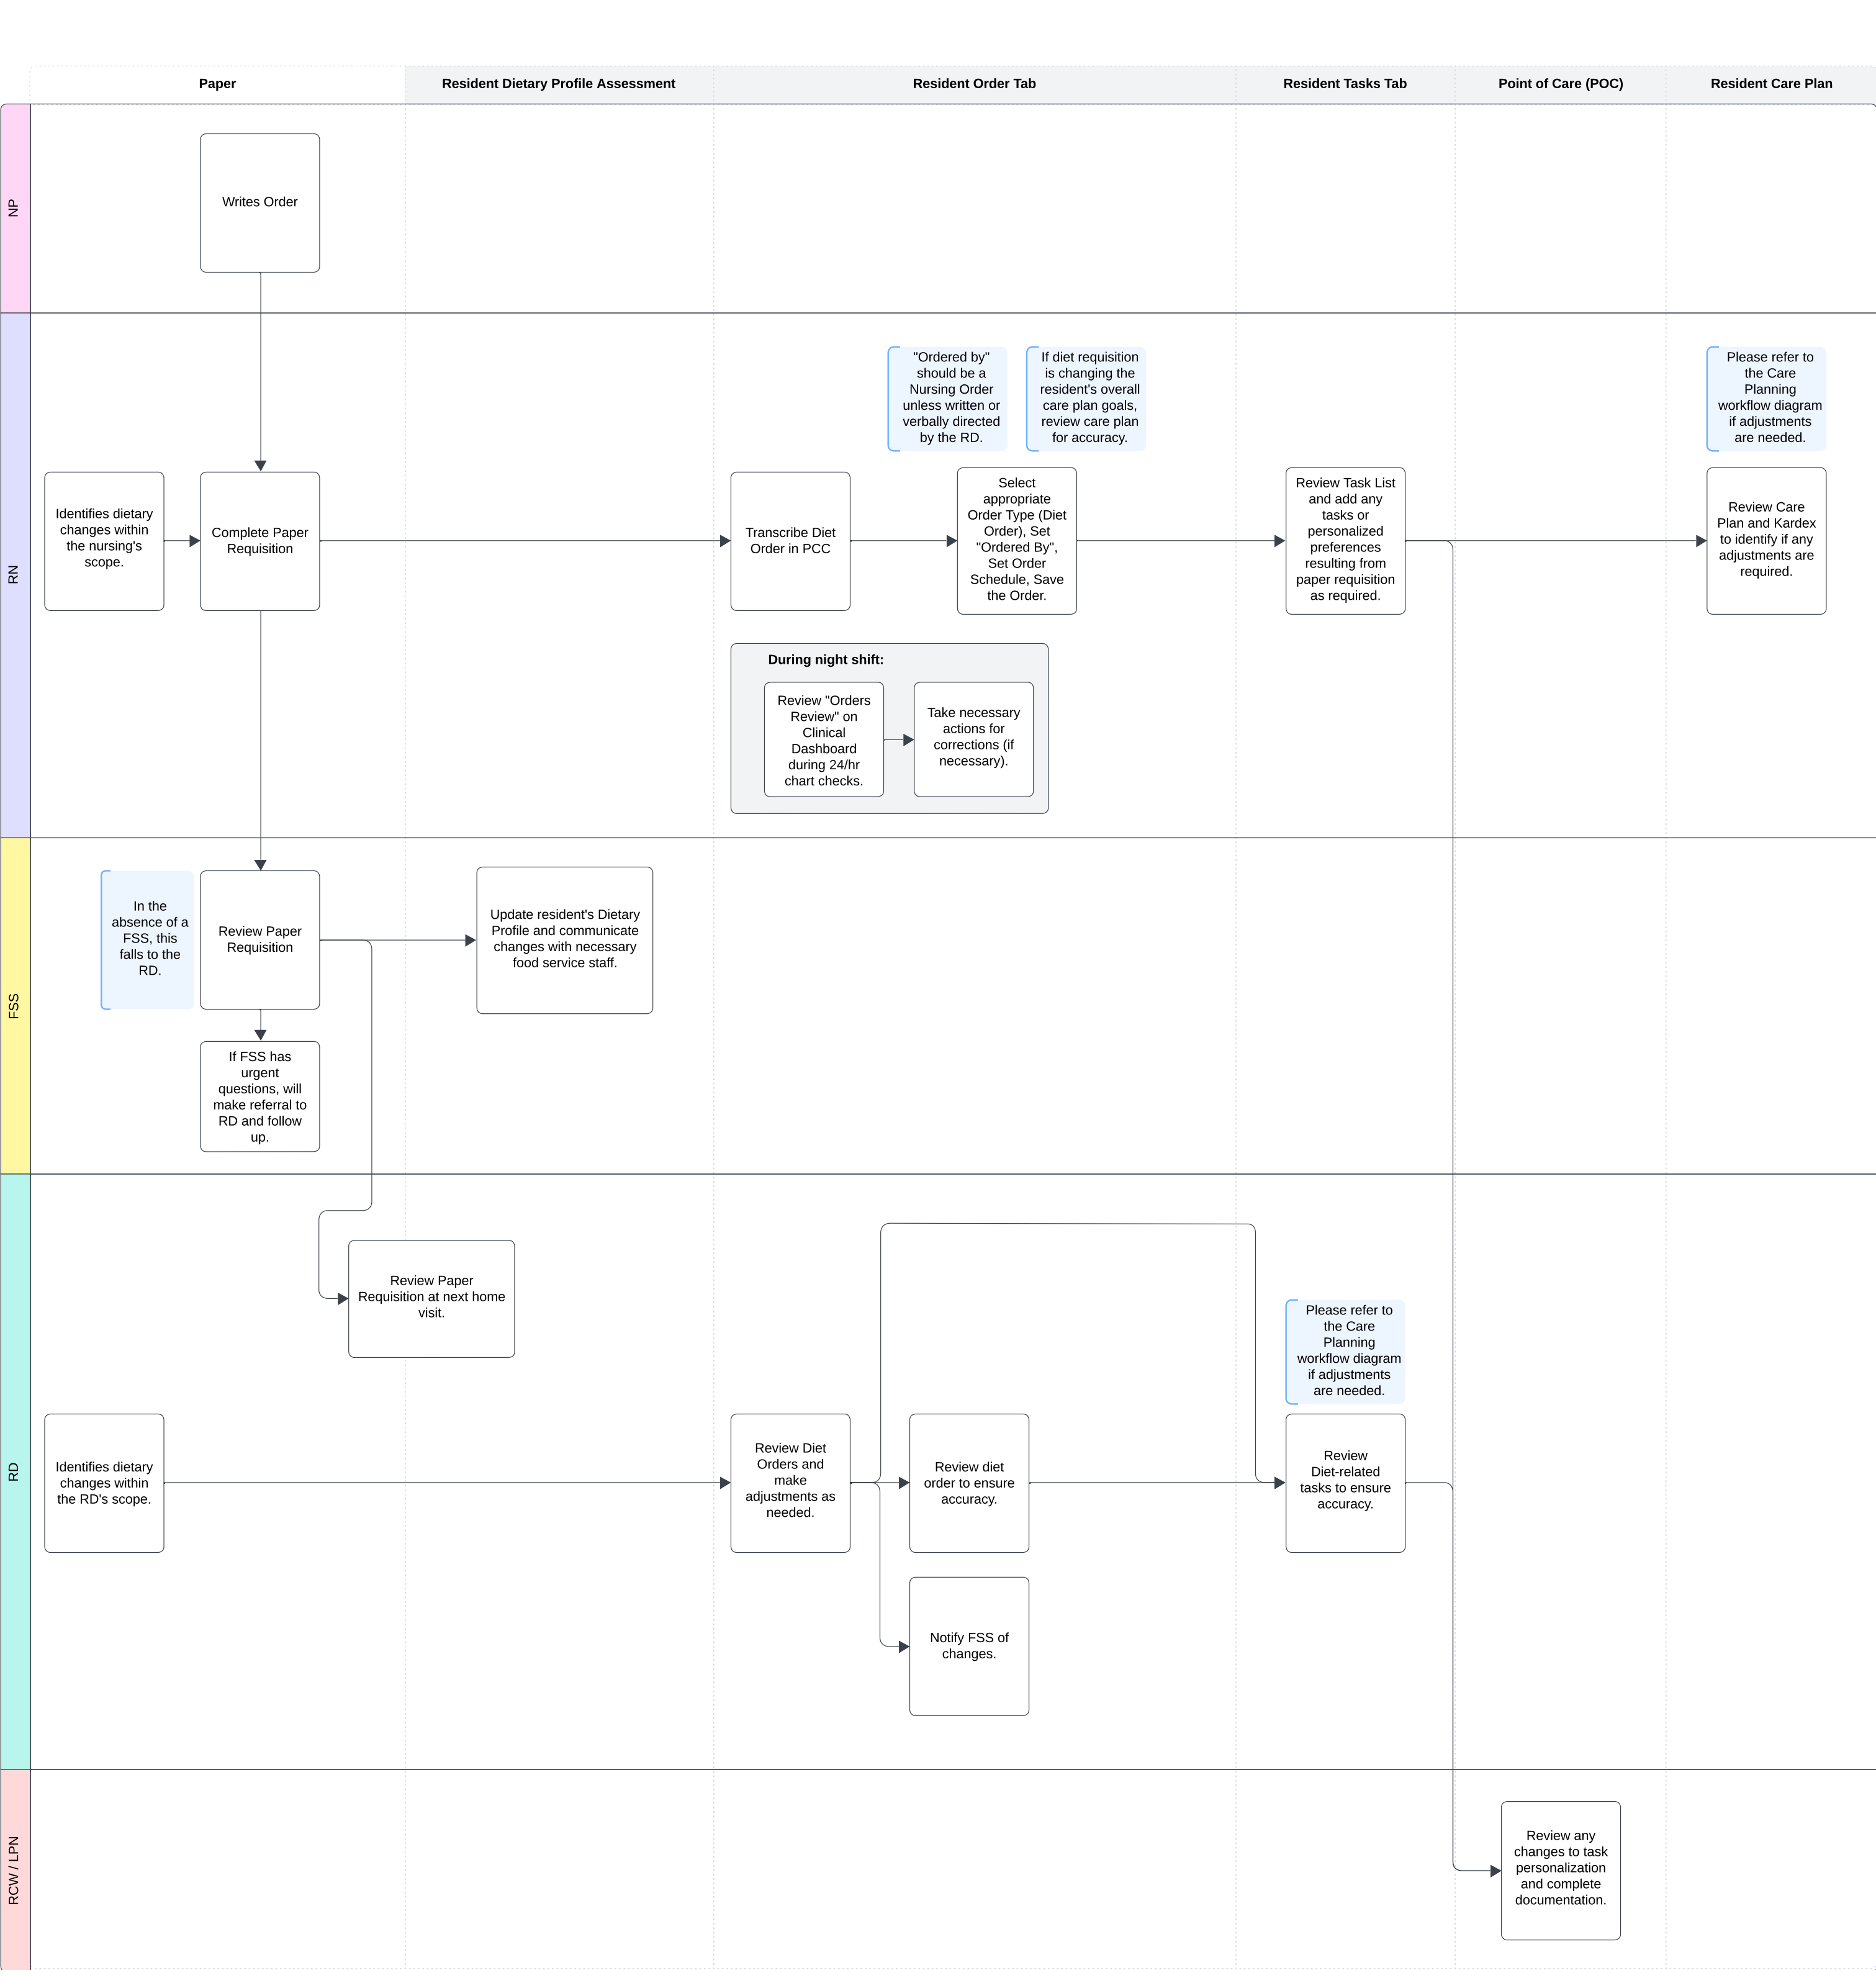 Paper
Resident Dietary Profile Assessment
Resident Order Tab
Resident Tasks Tab
Point of Care (POC)
Resident Care Plan
NP
Writes Order
RN
"Ordered by"
should be a
Nursing Order
unless written or
verbally directed
by the RD.
If diet requisition
is changing the
resident's overall
care plan goals,
review care plan
for accuracy.
Please refer to
the Care
Planning
workflow diagram
if adjustments
are needed.
Identifies dietary
changes within
the nursing's
scope.
Complete Paper
Requisition
Transcribe Diet
Order in PCC
Select
appropriate
Order Type (Diet
Order), Set
"Ordered By",
Set Order
Schedule, Save
the Order.
Review Task List
and add any
tasks or
personalized
preferences
resulting from
paper requisition
as required.
Review Care
Plan and Kardex
to identify if any
adjustments are
required.
During night shift:
Review "Orders
Review" on
Clinical
Dashboard
during 24/hr
chart checks.
Take necessary
actions for
corrections (if
necessary).
FSS
In the
absence of a
FSS, this
falls to the
RD.
Review Paper
Requisition
Update resident's Dietary
Profile and communicate
changes with necessary
food service staff.
If FSS has
urgent
questions, will
make referral to
RD and follow
up.
RD
Review Paper
Requisition at next home
visit.
Please refer to
the Care
Planning
workflow diagram
if adjustments
are needed.
Identifies dietary
changes within
the RD's scope.
Review Diet
Orders and
make
adjustments as
needed.
Review diet
order to ensure
accuracy.
Review
Diet-related
tasks to ensure
accuracy.
Notify FSS of
changes.
RCW / LPN
Review any
changes to task
personalization
and complete
documentation.